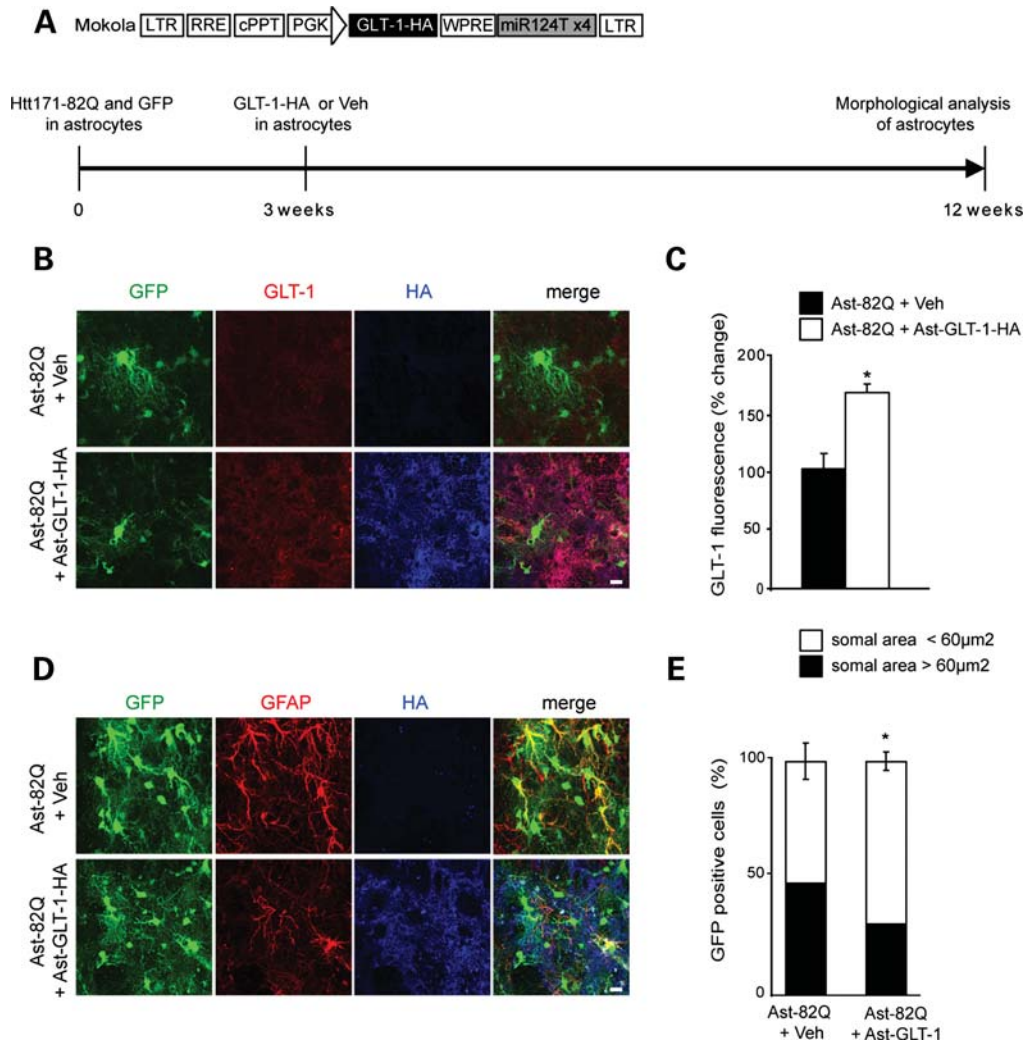 A
Mokola LTR RRE cPPT PGK GLT-1-HA WPRE miR124T x4 LTR
Htt171-82Q and GFP
in astrocytes
GLT-1-HA or Veh
in astrocytes
Morphological analysis
of astrocytes
0
3 weeks
12 weeks
B
GFP GLT-1 HA merge
Ast-82Q
+ Veh
Ast-82Q
+ Ast-GLT-1-HA
C
Ast-82Q + Veh
Ast-82Q + Ast-GLT-1-HA
GLT-1 fluorescence (% change)
200
150
100
50
0
*
D
GFP GFAP HA merge
Ast-82Q
+ Veh
Ast-82Q
+ Ast-GLT-1-HA
somal area < 60µm2
somal area > 60µm2
E
GFP positive cells (%)
100
50
0
*
Ast-82Q
+ Veh
Ast-82Q
+ Ast-GLT-1